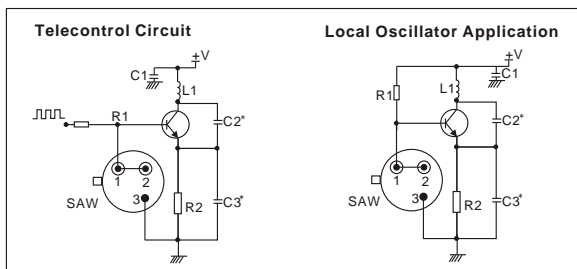 Telecontrol Circuit
+V
C1
L1
R1
C2*
1
2
3
SAW
R2
C3*
Local Oscillator Application
+V
C1
R1
L1
C2*
1
2
3
SAW
R2
C3*